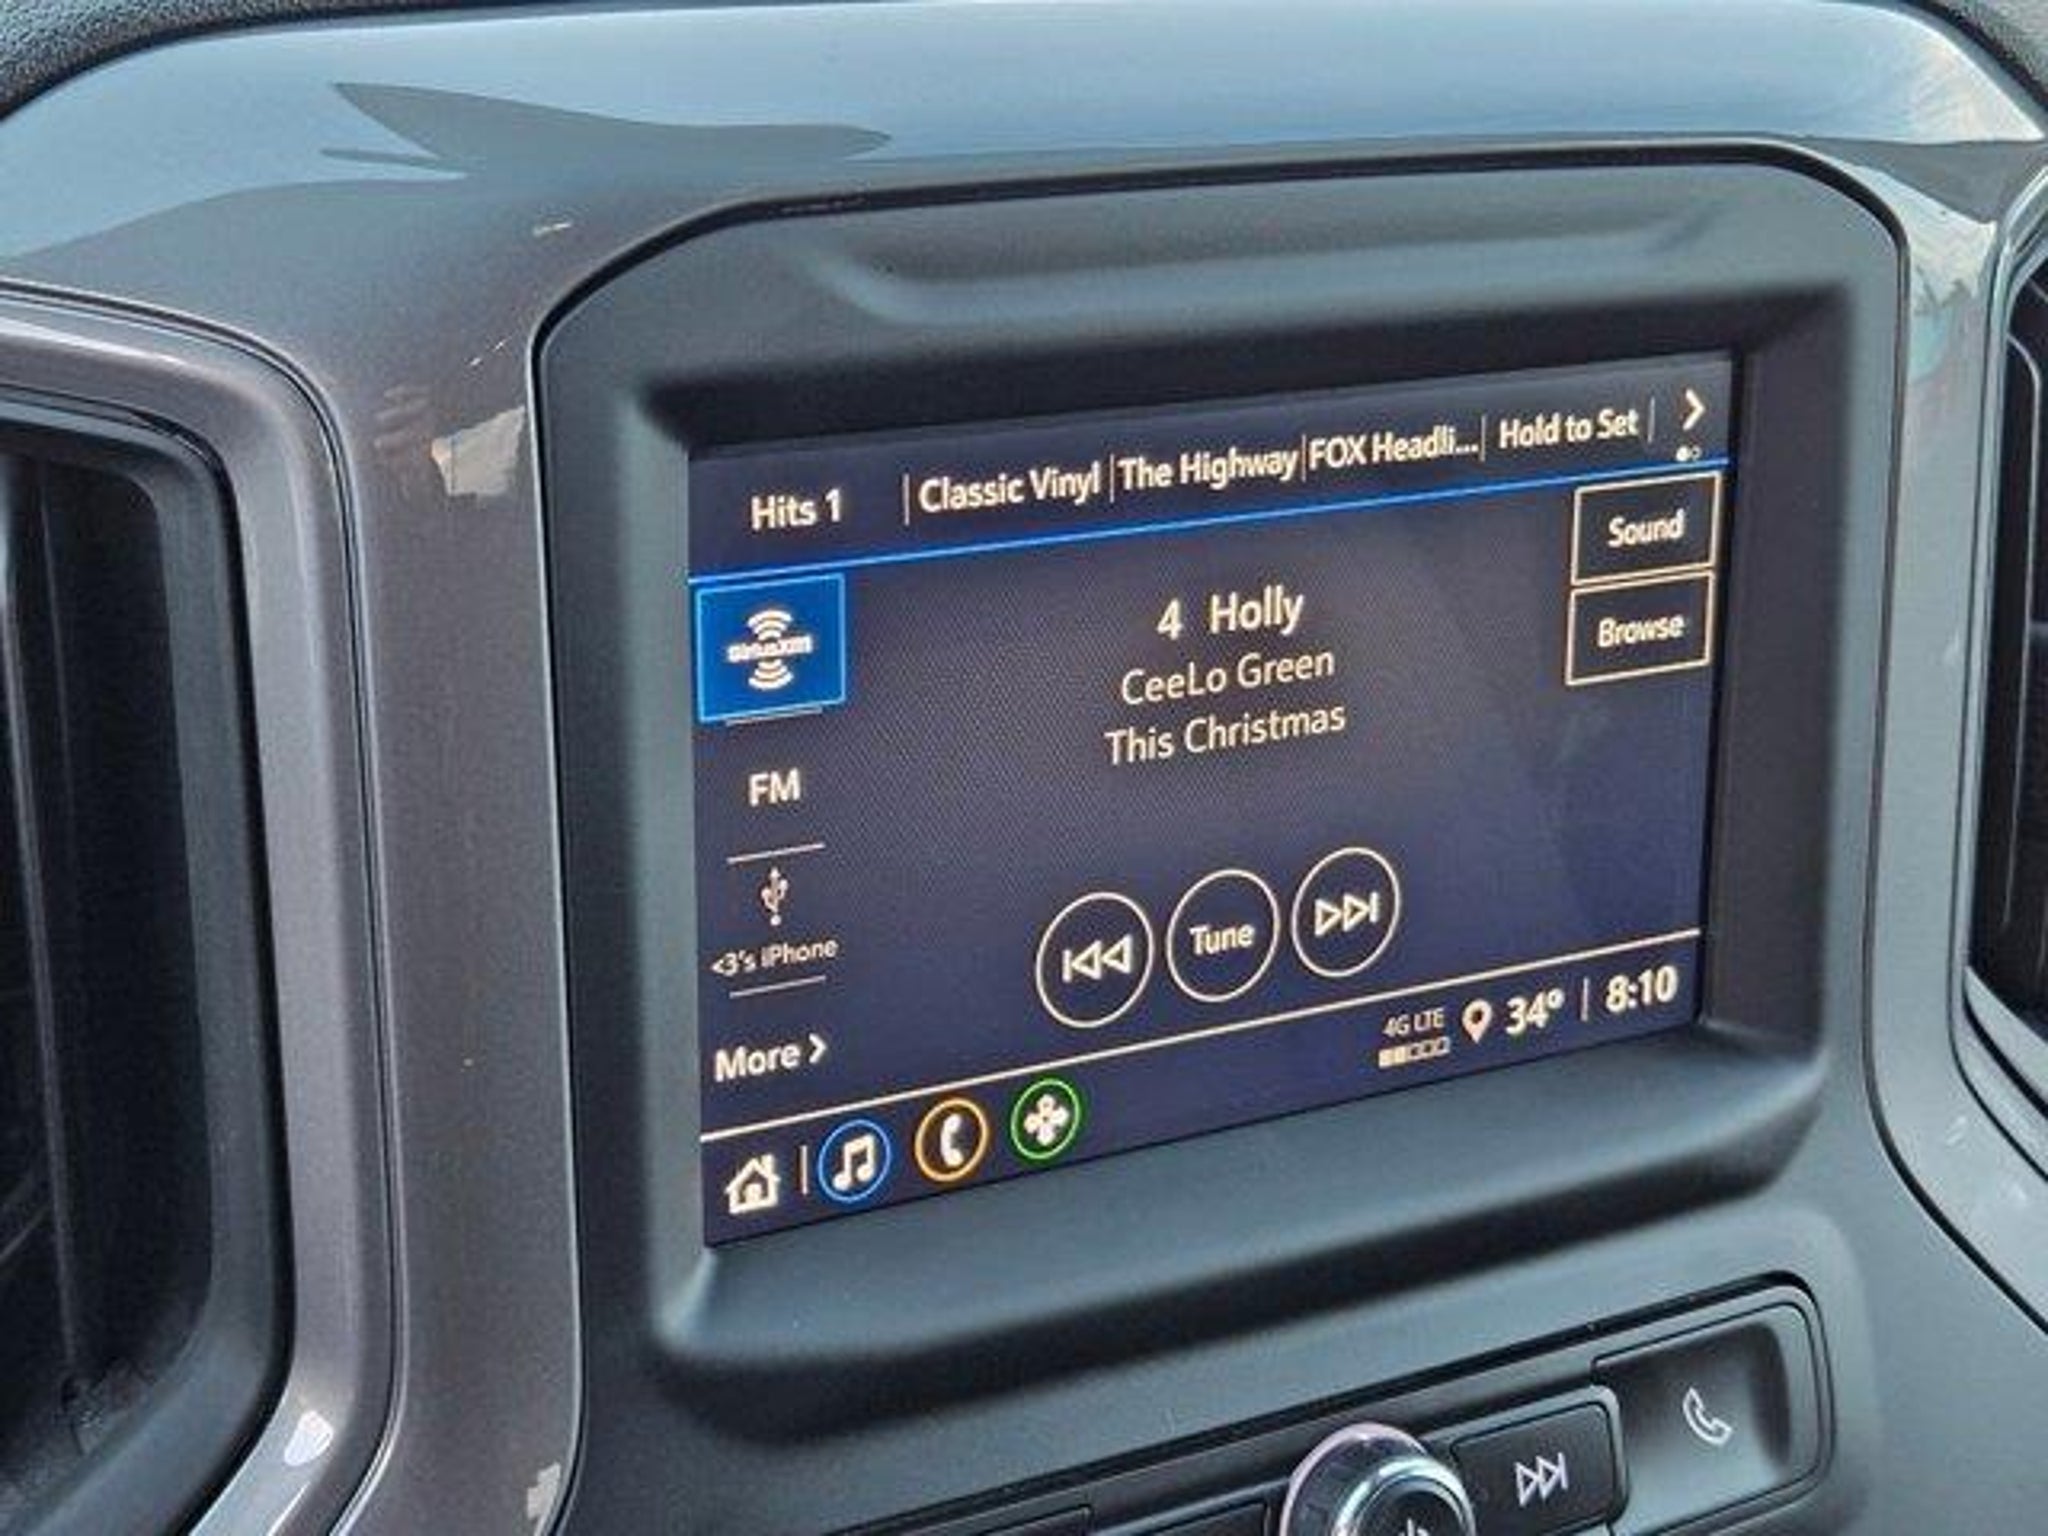 Hits 1 Classic Vinyl The Highway FOX Headli... Hold to Set
Sound
Browse
SiriusXM
4 Holly
CeeLo Green
This Christmas
FM
<3's iPhone
Tune
More
4G LTE 34° 8:10